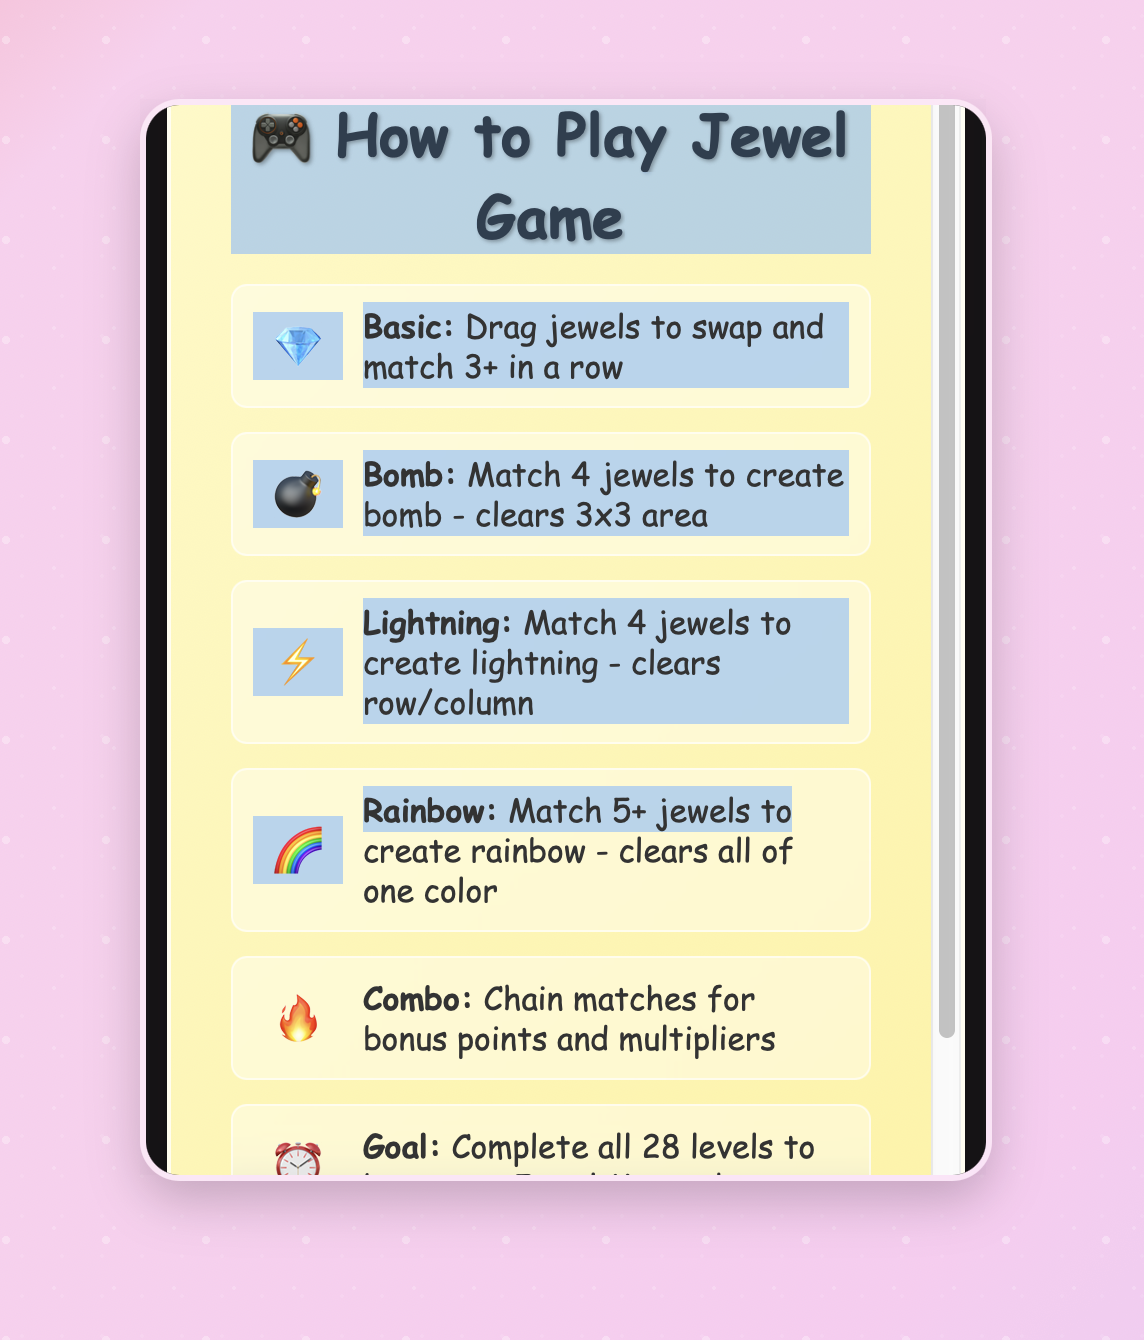 How to Play Jewel
Game
Basic: Drag jewels to swap and
match 3+ in a row
Bomb: Match 4 jewels to create
bomb - clears 3x3 area
Lightning: Match 4 jewels to
create lightning - clears
row/column
Rainbow: Match 5+ jewels to
create rainbow - clears all of
one color
Combo: Chain matches for
bonus points and multipliers
Goal: Complete all 28 levels to